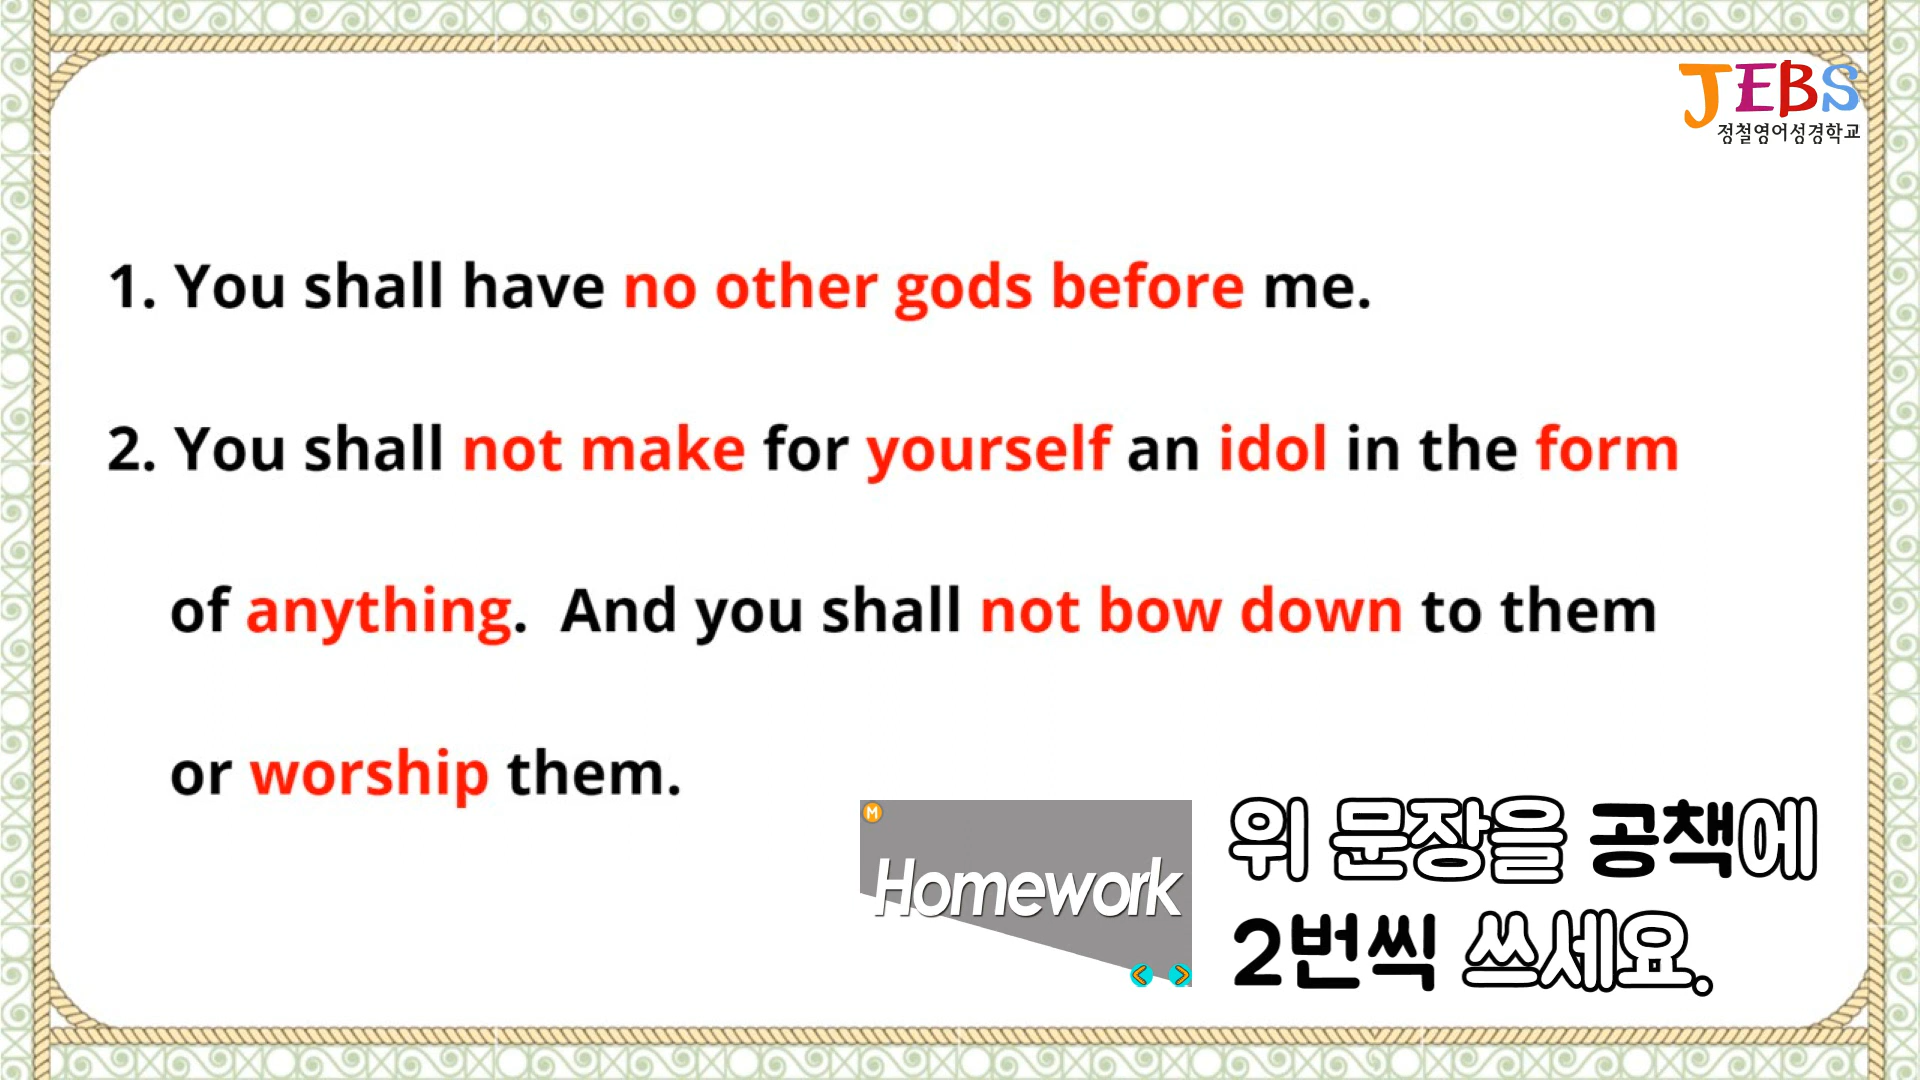 JEBS
정철영어성경학교
1. You shall have no other gods before me.
2. You shall not make for yourself an idol in the form
of anything.  And you shall not bow down to them
or worship them.
M
Homework
위 문장을 공책에
2번씩 쓰세요.